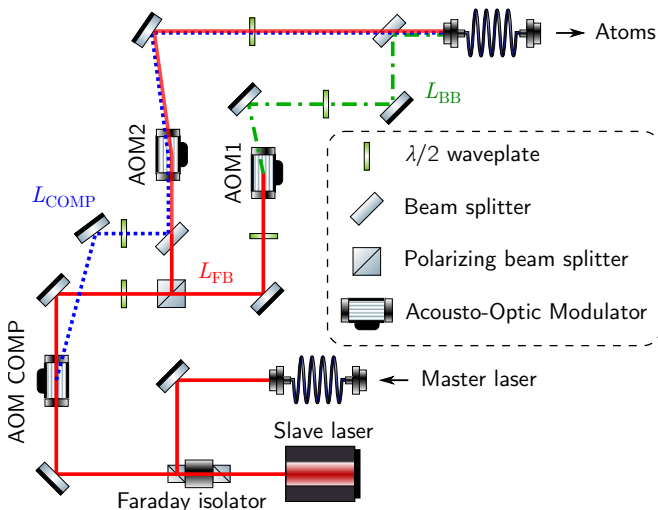 Atoms
L_BB
AOM2
AOM1
λ/2 waveplate
L_COMP
Beam splitter
L_FB
Polarizing beam splitter
Acousto-Optic Modulator
AOM COMP
Master laser
Slave laser
Faraday isolator